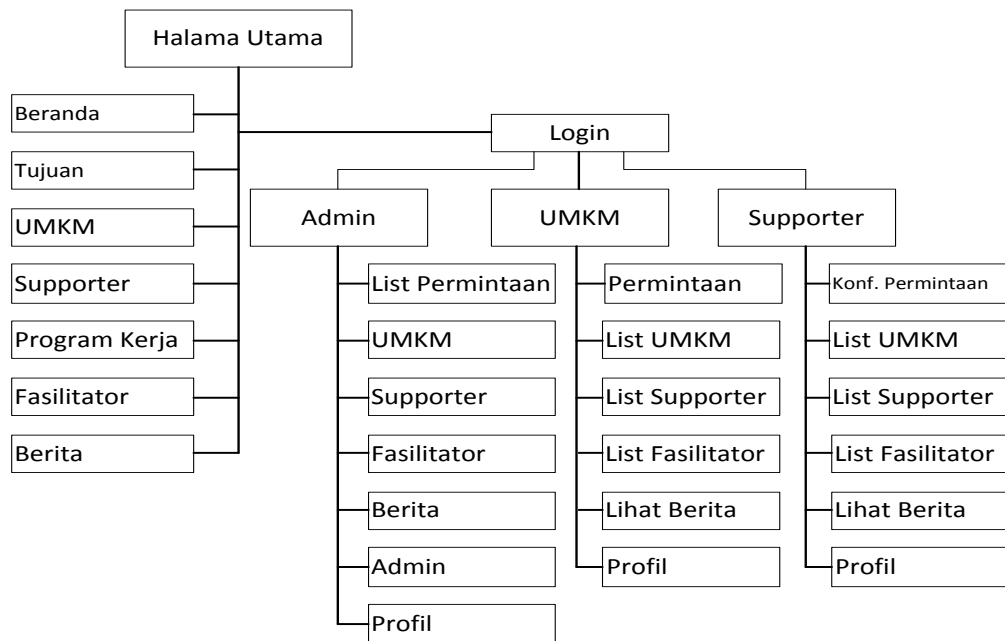 Halama Utama
Beranda
Tujuan
UMKM
Supporter
Program Kerja
Fasilitator
Berita
Login
Admin
List Permintaan
UMKM
Supporter
Fasilitator
Berita
Admin
Profil
UMKM
Permintaan
List UMKM
List Supporter
List Fasilitator
Lihat Berita
Profil
Supporter
Konf. Permintaan
List UMKM
List Supporter
List Fasilitator
Lihat Berita
Profil